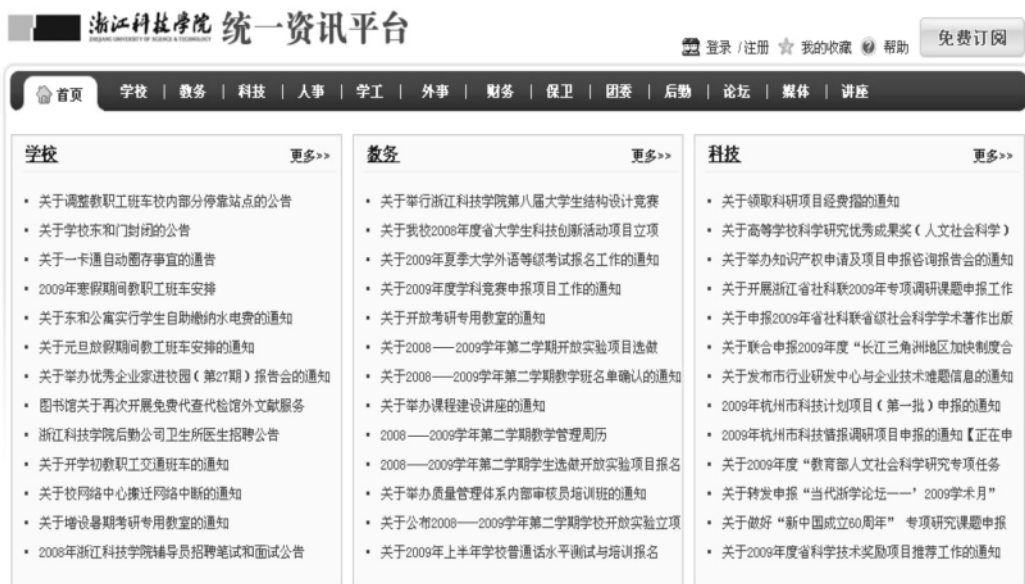 浙江科技学院 统一资讯平台
ZHEJIANG UNIVERSITY OF SCIENCE & TECHNOLOGY
登录 /注册 我的收藏 帮助 免费订阅
首页 学校 | 教务 | 科技 | 人事 | 学工 | 外事 | 财务 | 保卫 | 团委 | 后勤 | 论坛 | 媒体 | 讲座
学校 更多>>
· 关于调整教职工班车校内部分停靠站点的公告
· 关于学校东和门封闭的公告
· 关于一卡通自动圈存事宜的通告
· 2009年寒假期间教职工班车安排
· 关于东和公寓实行学生自助缴纳水电费的通知
· 关于元旦放假期间教工班车安排的通知
· 关于举办优秀企业家进校园(第27期)报告会的通知
· 图书馆关于再次开展免费代查代检馆外文献服务
· 浙江科技学院后勤公司卫生所医生招聘公告
· 关于开学初教职工交通班车的通知
· 关于校网络中心搬迁网络中断的通知
· 关于增设暑期考研专用教室的通知
· 2008年浙江科技学院辅导员招聘笔试和面试公告
教务 更多>>
· 关于举行浙江科技学院第八届大学生结构设计竞赛
· 关于我校2008年度省大学生科技创新活动项目立项
· 关于2009年夏季大学外语等级考试报名工作的通知
· 关于2009年度学科竞赛申报项目工作的通知
· 关于开放考研专用教室的通知
· 关于2008——2009学年第二学期开放实验项目选做
· 关于2008——2009学年第二学期教学班名单确认的通知
· 关于举办课程建设讲座的通知
· 2008——2009学年第二学期教学管理周历
· 2008——2009学年第二学期学生选做开放实验项目报名
· 关于举办质量管理体系内部审核员培训班的通知
· 关于公布2008——2009学年第二学期学校开放实验立项
· 关于2009年上半年学校普通话水平测试与培训报名
科技 更多>>
· 关于领取科研项目经费摺的通知
· 关于高等学校科学研究优秀成果奖(人文社会科学)
· 关于举办知识产权申请及项目申报咨询报告会的通知
· 关于开展浙江省社科联2009年专项调研课题申报工作
· 关于申报2009年省社科联省级社会科学学术著作出版
· 关于联合申报2009年度“长江三角洲地区加快制度合
· 关于发布市行业研发中心与企业技术难题信息的通知
· 2009年杭州市科技计划项目(第一批)申报的通知
· 2009年杭州市科技情报调研项目申报的通知【正在申
· 关于2009年度“教育部人文社会科学研究专项任务
· 关于转发申报“当代浙学论坛——’2009学术月”
· 关于做好“新中国成立60周年” 专项研究课题申报
· 关于2009年度省科学技术奖励项目推荐工作的通知